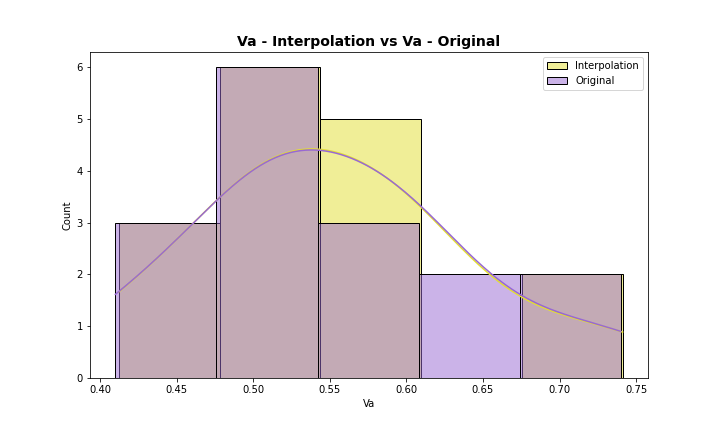 Va - Interpolation vs Va - Original
Interpolation
Original
6
5
4
3
2
1
0
Count
0.40 0.45 0.50 0.55 0.60 0.65 0.70 0.75
Va